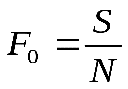 F₀ = S/N